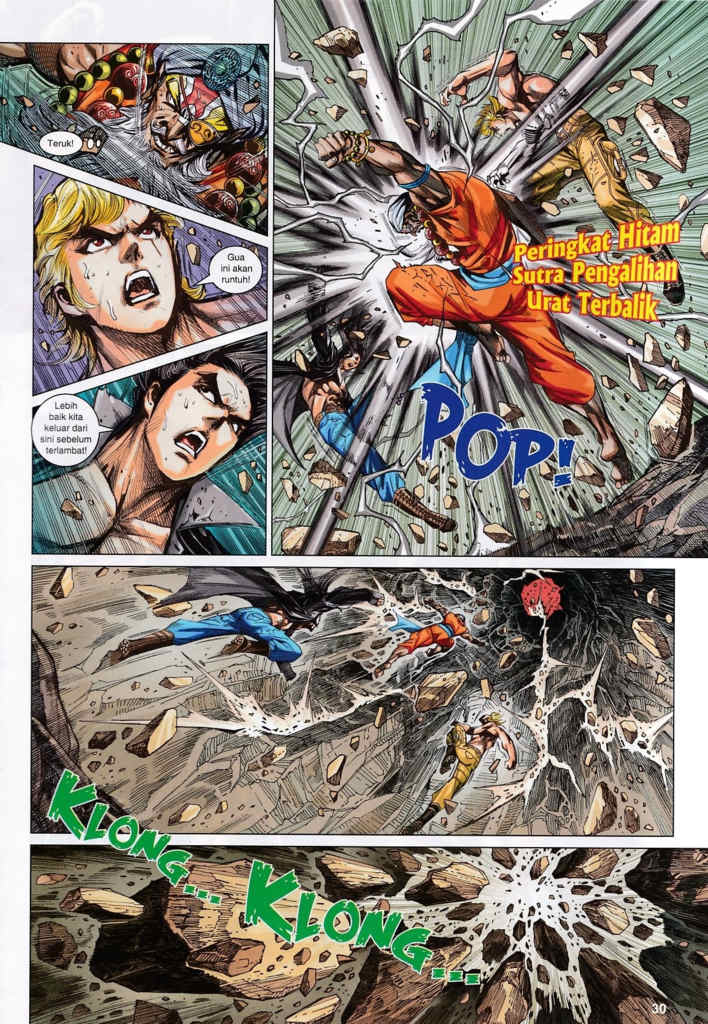 Teruk!
Gua
ini akan
runtuh!
Lebih
baik kita
keluar dari
sini sebelum
terlambat!
Peringkat Hitam
Sutra Pengalihan
Urat Terbalik
POP!
KLONG...
KLONG...
30